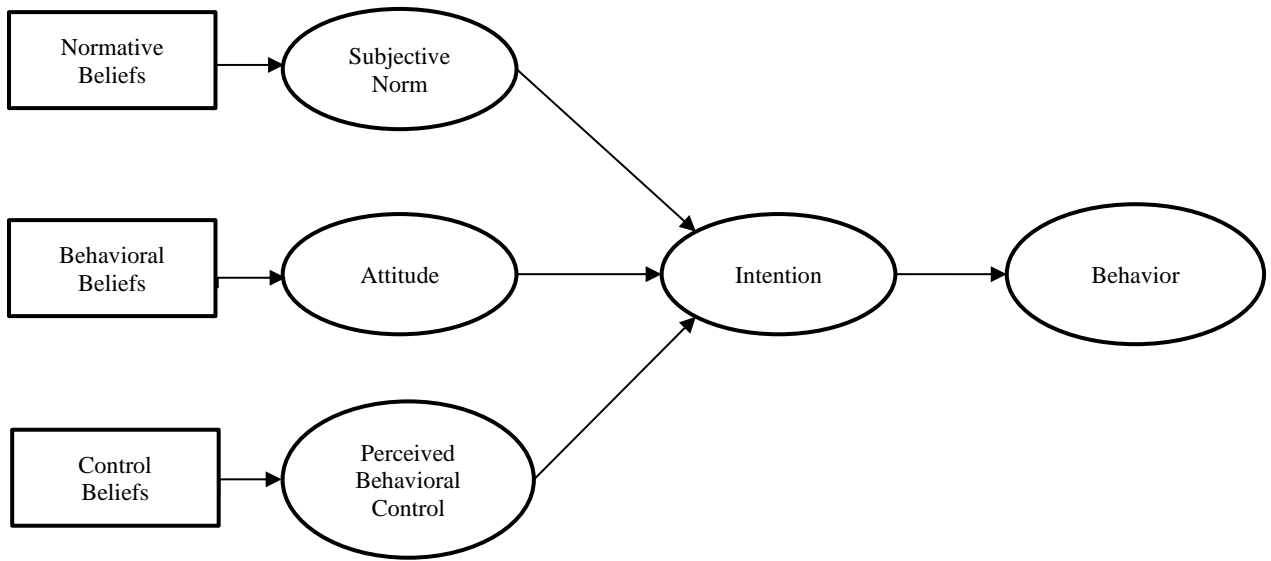 Normative
Beliefs
Subjective
Norm
Behavioral
Beliefs
Attitude
Intention
Behavior
Control
Beliefs
Perceived
Behavioral
Control